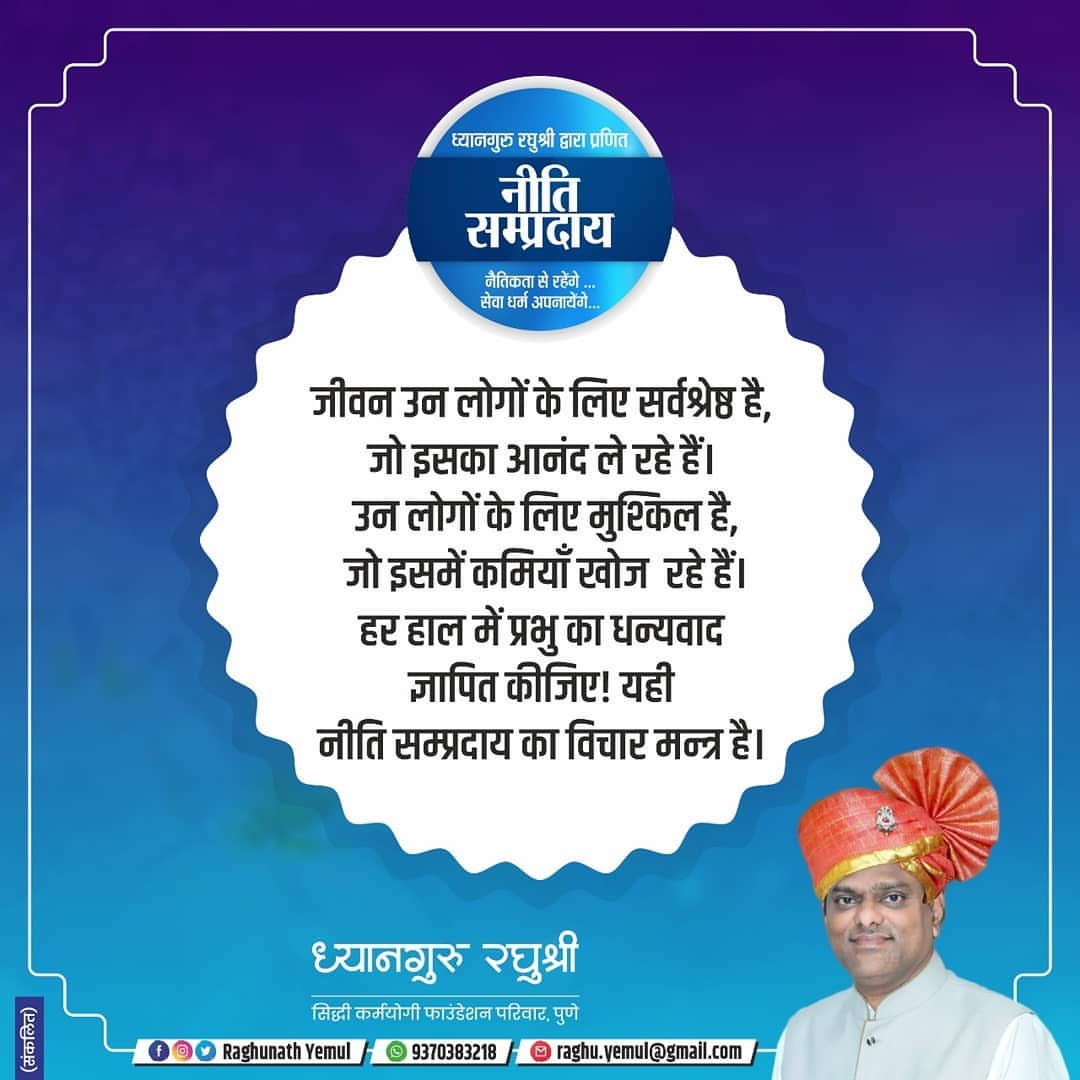 ध्यानगुरु रघुश्री द्वारा प्रणित
नीति
सम्प्रदाय
नैतिकता से रहेंगे ...
सेवा धर्म अपनायेंगे...
जीवन उन लोगों के लिए सर्वश्रेष्ठ है,
जो इसका आनंद ले रहे हैं।
उन लोगों के लिए मुश्किल है,
जो इसमें कमियाँ खोज रहे हैं।
हर हाल में प्रभु का धन्यवाद
ज्ञापित कीजिए! यही
नीति सम्प्रदाय का विचार मन्त्र है।
ध्यानगुरु रघुश्री
सिद्धी कर्मयोगी फाउंडेशन परिवार, पुणे
(संकलित)
Raghunath Yemul 9370383218 raghu.yemul@gmail.com